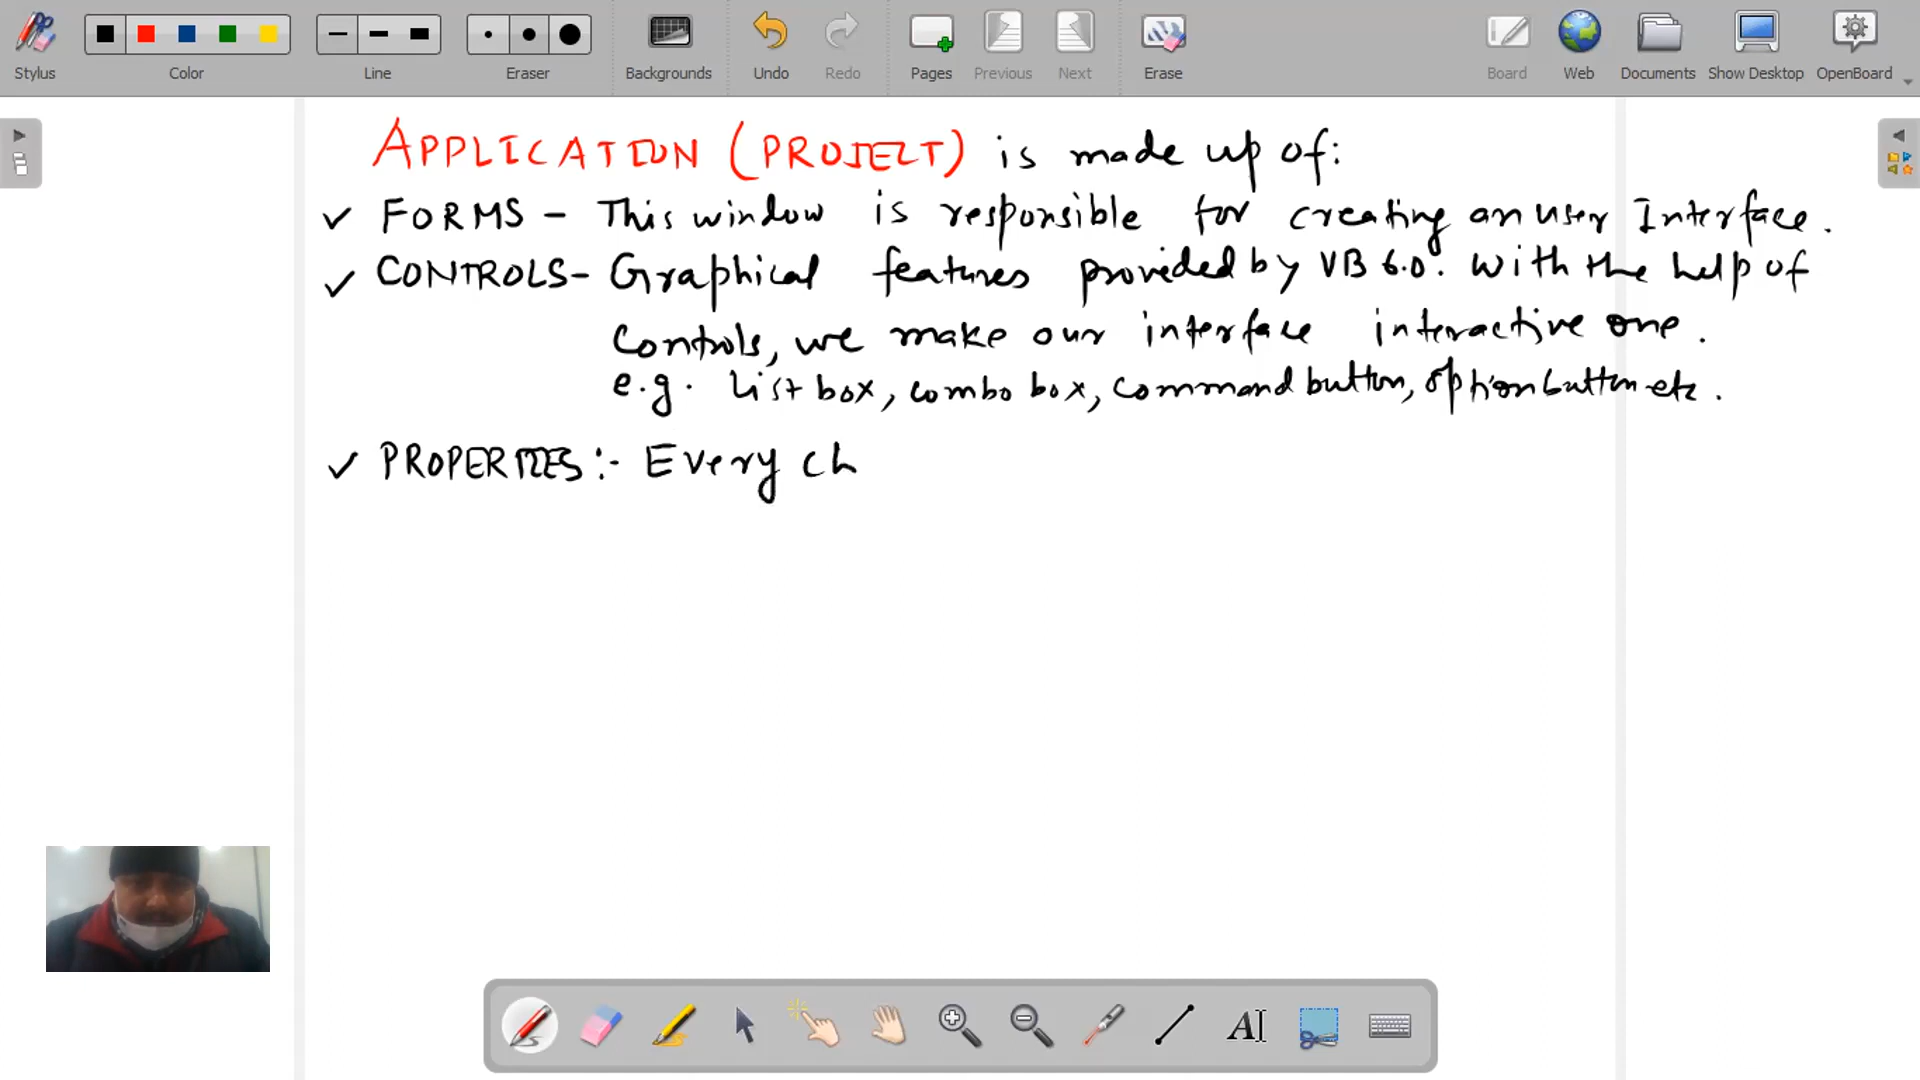 Stylus Color Line Eraser Backgrounds Undo Redo Pages Previous Next Erase Board Web Documents Show Desktop OpenBoard
APPLICATION (PROJECT) is made up of:
✓ FORMS - This window is responsible for creating an user Interface.
✓ CONTROLS - Graphical features provided by VB 6.0. With the help of
Controls, we make our interface interactive one.
e.g. List box, combo box, command button, option button etc.
✓ PROPERTIES :- Every ch